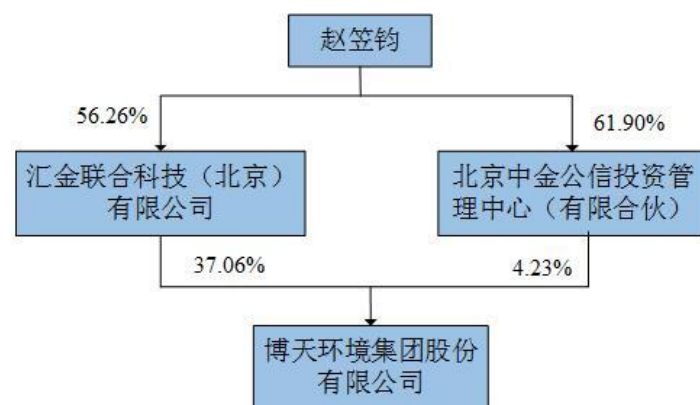 赵笠钧
56.26%
61.90%
汇金联合科技（北京）
有限公司
北京中金公信投资管
理中心（有限合伙）
37.06%
4.23%
博天环境集团股份
有限公司